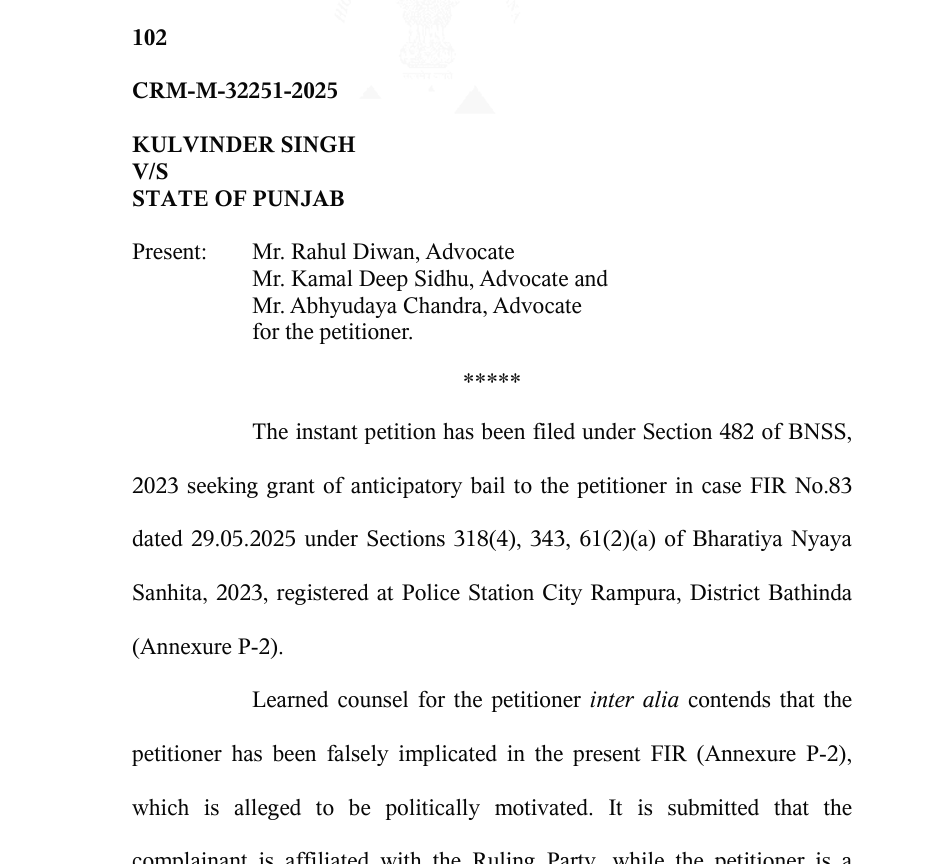 102
CRM-M-32251-2025
KULVINDER SINGH
V/S
STATE OF PUNJAB
Present: Mr. Rahul Diwan, Advocate
Mr. Kamal Deep Sidhu, Advocate and
Mr. Abhyudaya Chandra, Advocate
for the petitioner.
*****
The instant petition has been filed under Section 482 of BNSS,
2023 seeking grant of anticipatory bail to the petitioner in case FIR No.83
dated 29.05.2025 under Sections 318(4), 343, 61(2)(a) of Bharatiya Nyaya
Sanhita, 2023, registered at Police Station City Rampura, District Bathinda
(Annexure P-2).
Learned counsel for the petitioner inter alia contends that the
petitioner has been falsely implicated in the present FIR (Annexure P-2),
which is alleged to be politically motivated. It is submitted that the
complainant is affiliated with the Ruling Party, while the petitioner is a